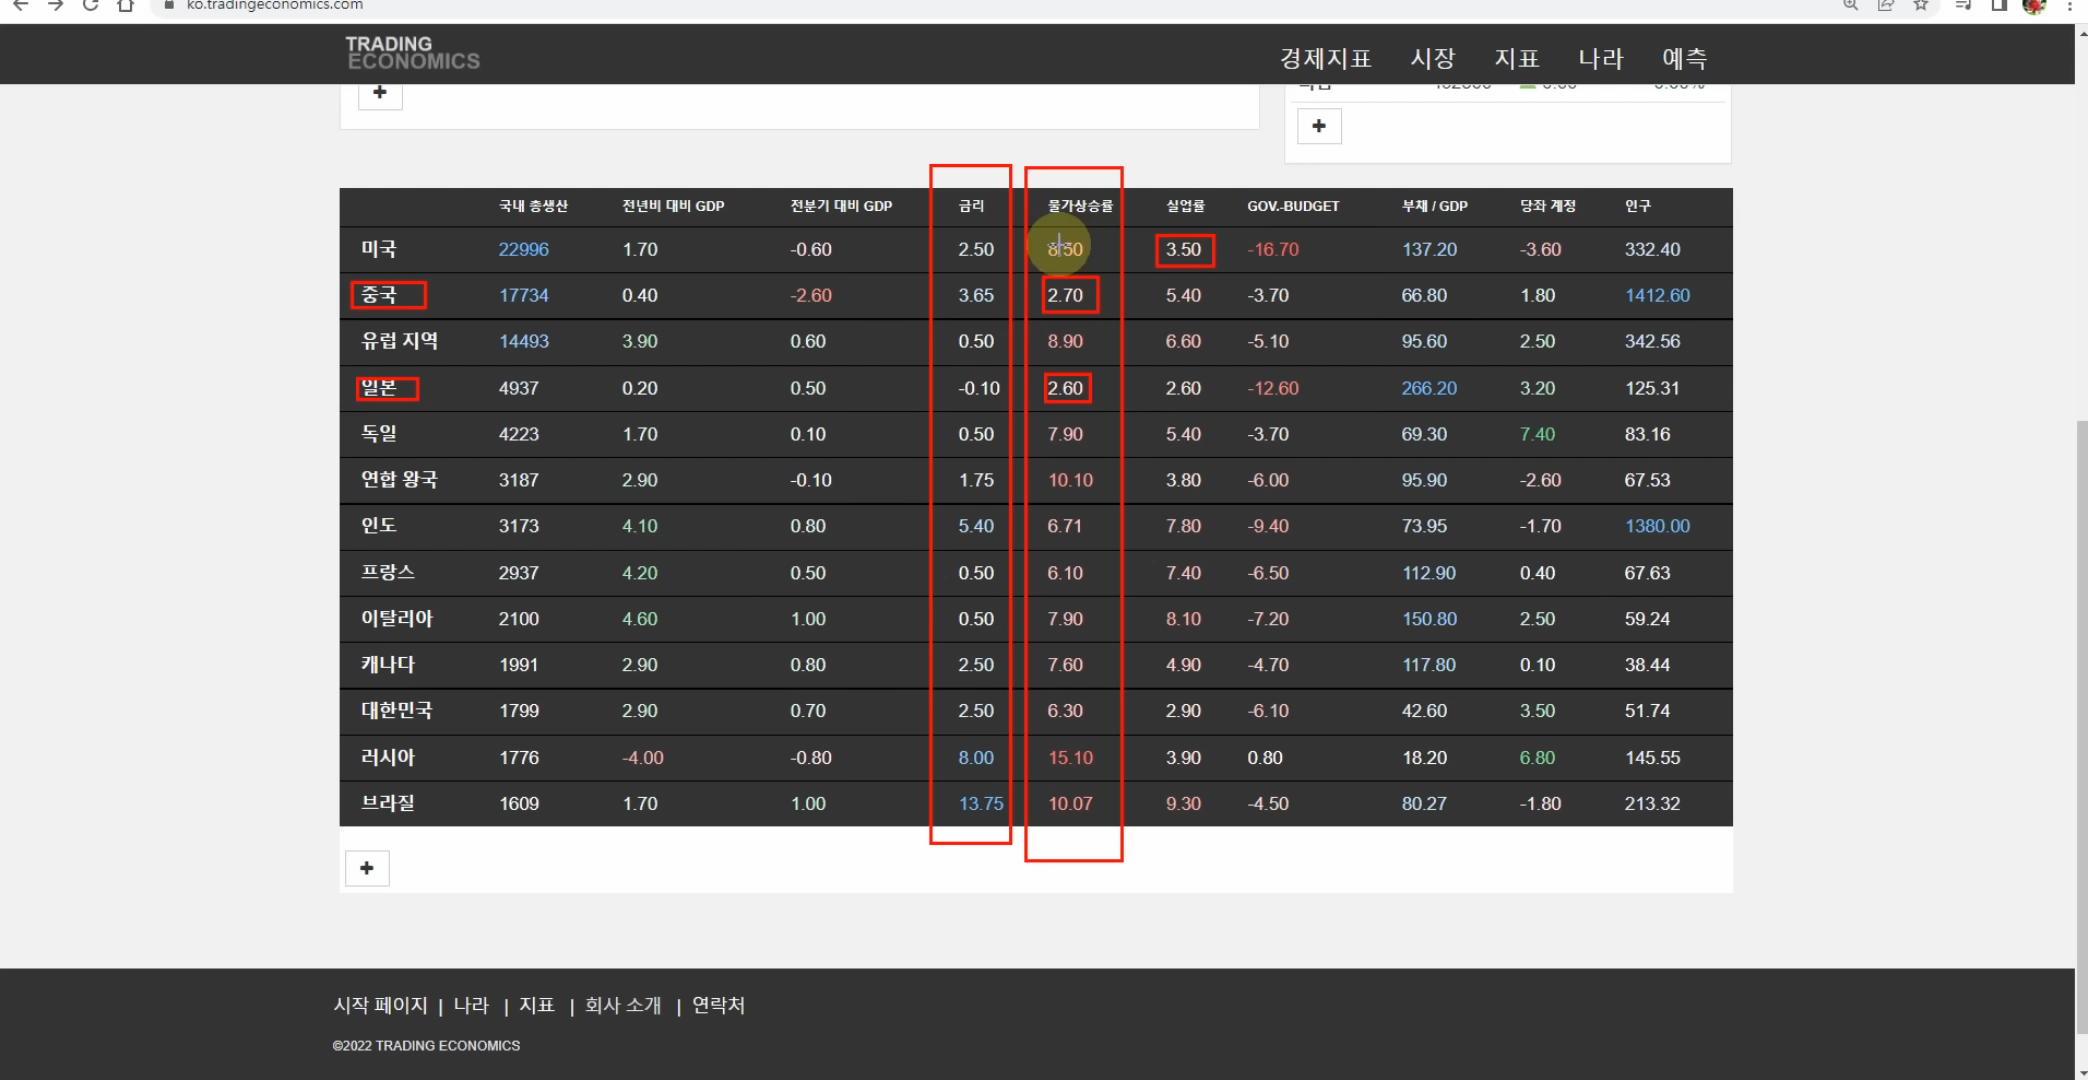 ko.tradingeconomics.com
TRADING
ECONOMICS
경제지표 시장 지표 나라 예측
국내 총생산 전년비 대비 GDP 전분기 대비 GDP 금리 물가상승률 실업률 GOV.-BUDGET 부채 / GDP 당좌 계정 인구
미국 22996 1.70 -0.60 2.50 8.50 3.50 -16.70 137.20 -3.60 332.40
중국 17734 0.40 -2.60 3.65 2.70 5.40 -3.70 66.80 1.80 1412.60
유럽 지역 14493 3.90 0.60 0.50 8.90 6.60 -5.10 95.60 2.50 342.56
일본 4937 0.20 0.50 -0.10 2.60 2.60 -12.60 266.20 3.20 125.31
독일 4223 1.70 0.10 0.50 7.90 5.40 -3.70 69.30 7.40 83.16
연합 왕국 3187 2.90 -0.10 1.75 10.10 3.80 -6.00 95.90 -2.60 67.53
인도 3173 4.10 0.80 5.40 6.71 7.80 -9.40 73.95 -1.70 1380.00
프랑스 2937 4.20 0.50 0.50 6.10 7.40 -6.50 112.90 0.40 67.63
이탈리아 2100 4.60 1.00 0.50 7.90 8.10 -7.20 150.80 2.50 59.24
캐나다 1991 2.90 0.80 2.50 7.60 4.90 -4.70 117.80 0.10 38.44
대한민국 1799 2.90 0.70 2.50 6.30 2.90 -6.10 42.60 3.50 51.74
러시아 1776 -4.00 -0.80 8.00 15.10 3.90 0.80 18.20 6.80 145.55
브라질 1609 1.70 1.00 13.75 10.07 9.30 -4.50 80.27 -1.80 213.32
시작 페이지 | 나라 | 지표 | 회사 소개 | 연락처
©2022 TRADING ECONOMICS